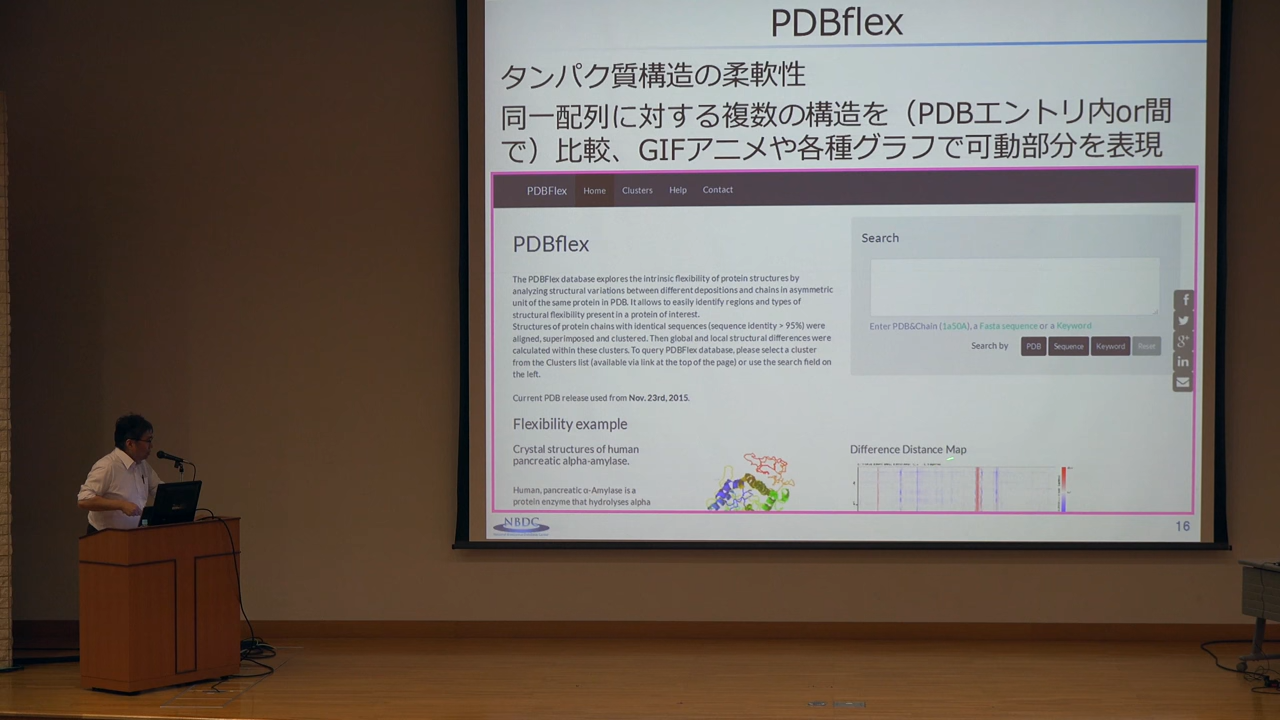 PDBflex
タンパク質構造の柔軟性
同一配列に対する複数の構造を（PDBエントリ内or間
で）比較、GIFアニメや各種グラフで可動部分を表現
PDBFlex Home Clusters Help Contact
PDBflex
The PDBFlex database explores the intrinsic flexibility of protein structures by
analyzing structural variations between different depositions and chains in asymmetric
unit of the same protein in PDB. It allows to easily identify regions and types of
structural flexibility present in a protein of interest.
Structures of protein chains with identical sequences (sequence identity > 95%) were
aligned, superimposed and clustered. Then global and local structural differences were
calculated within these clusters. To query PDBFlex database, please select a cluster
from the Clusters list (available via link at the top of the page) or use the search field on
the left.
Current PDB release used from Nov. 23rd, 2015.
Search
Enter PDB&Chain (1a50A), a Fasta sequence or a Keyword
Search by PDB Sequence Keyword Reset
Flexibility example
Crystal structures of human
pancreatic alpha-amylase.
Human, pancreatic α-Amylase is a
protein enzyme that hydrolyses alpha
Difference Distance Map
NBDC
16